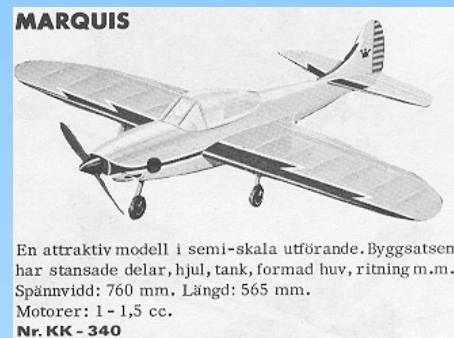 MARQUIS
En attraktiv modell i semi-skala utförande. Byggsatsen
har stansade delar, hjul, tank, formad huv, ritning m.m.
Spännvidd: 760 mm. Längd: 565 mm.
Motorer: 1 - 1,5 cc.
Nr. KK - 340